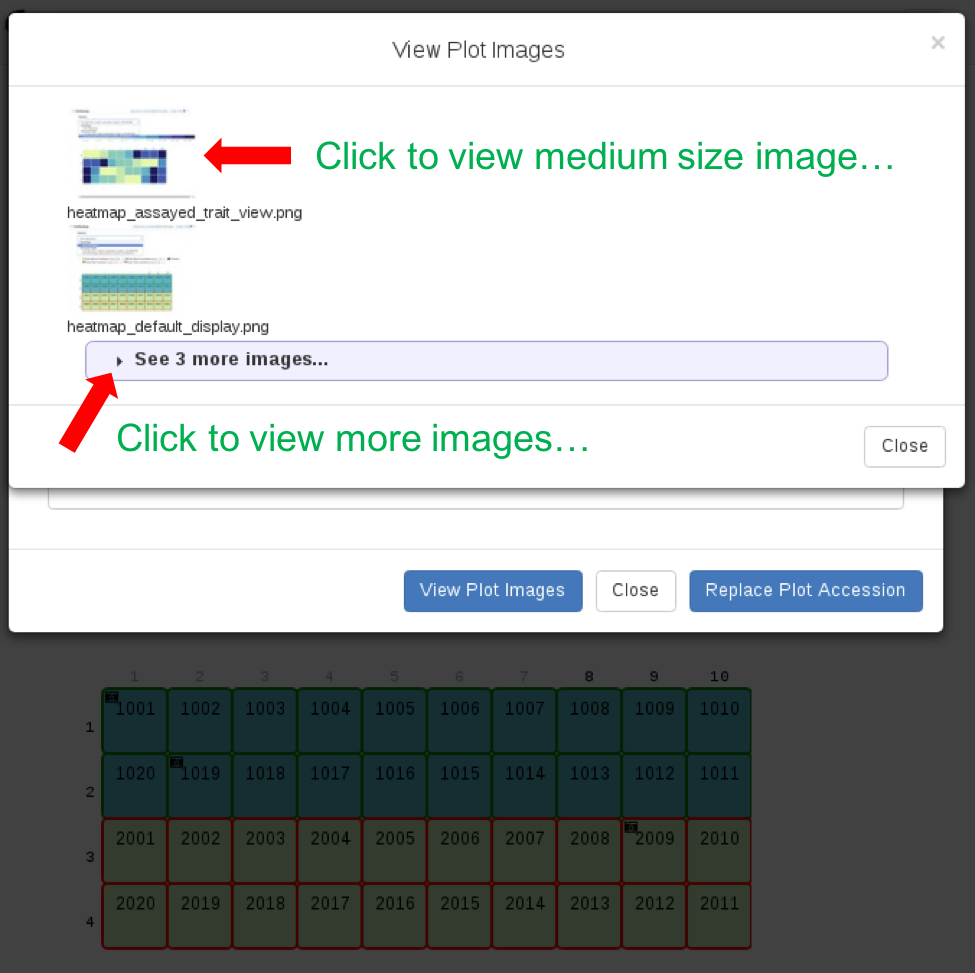 View Plot Images
×
Click to view medium size image…
heatmap_assayed_trait_view.png
heatmap_default_display.png
See 3 more images...
Click to view more images…
Close
View Plot Images
Close
Replace Plot Accession
1 2 3 4 5 6 7 8 9 10
1 1001 1002 1003 1004 1005 1006 1007 1008 1009 1010
2 1020 1019 1018 1017 1016 1015 1014 1013 1012 1011
3 2001 2002 2003 2004 2005 2006 2007 2008 2009 2010
4 2020 2019 2018 2017 2016 2015 2014 2013 2012 2011